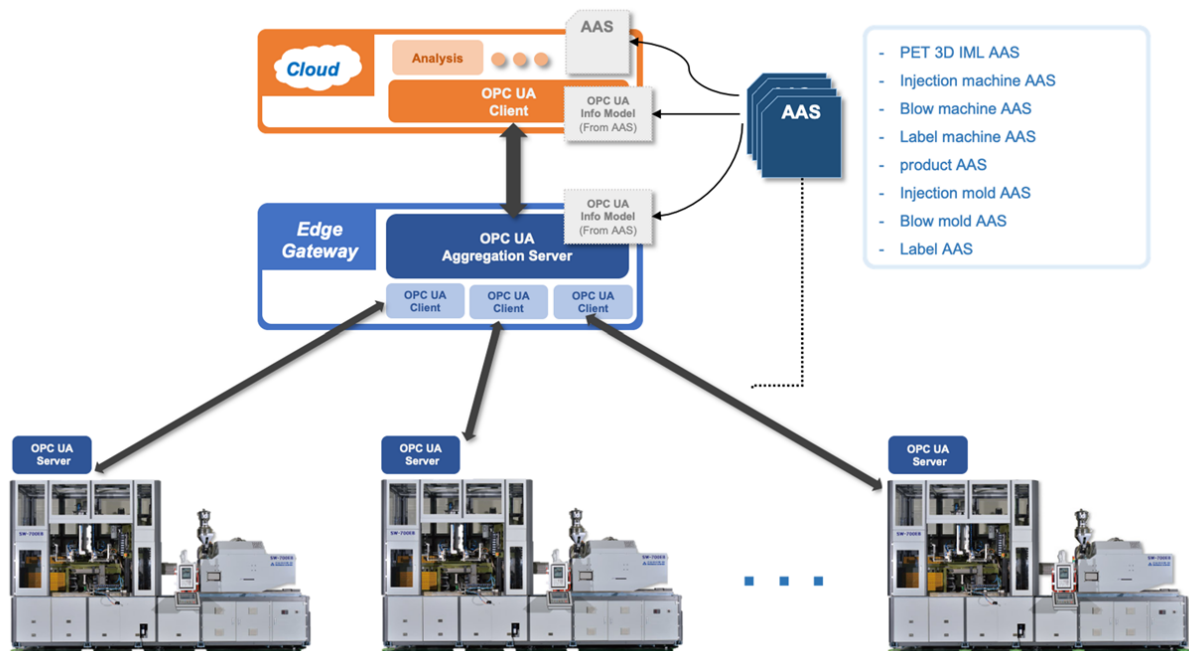 AAS
Cloud
Analysis
OPC UA
Client
OPC UA
Info Model
(From AAS)
AAS
- PET 3D IML AAS
- Injection machine AAS
- Blow machine AAS
- Label machine AAS
- product AAS
- Injection mold AAS
- Blow mold AAS
- Label AAS
Edge
Gateway
OPC UA
Info Model
(From AAS)
OPC UA
Aggregation Server
OPC UA
Client
OPC UA
Client
OPC UA
Client
OPC UA
Server
OPC UA
Server
OPC UA
Server